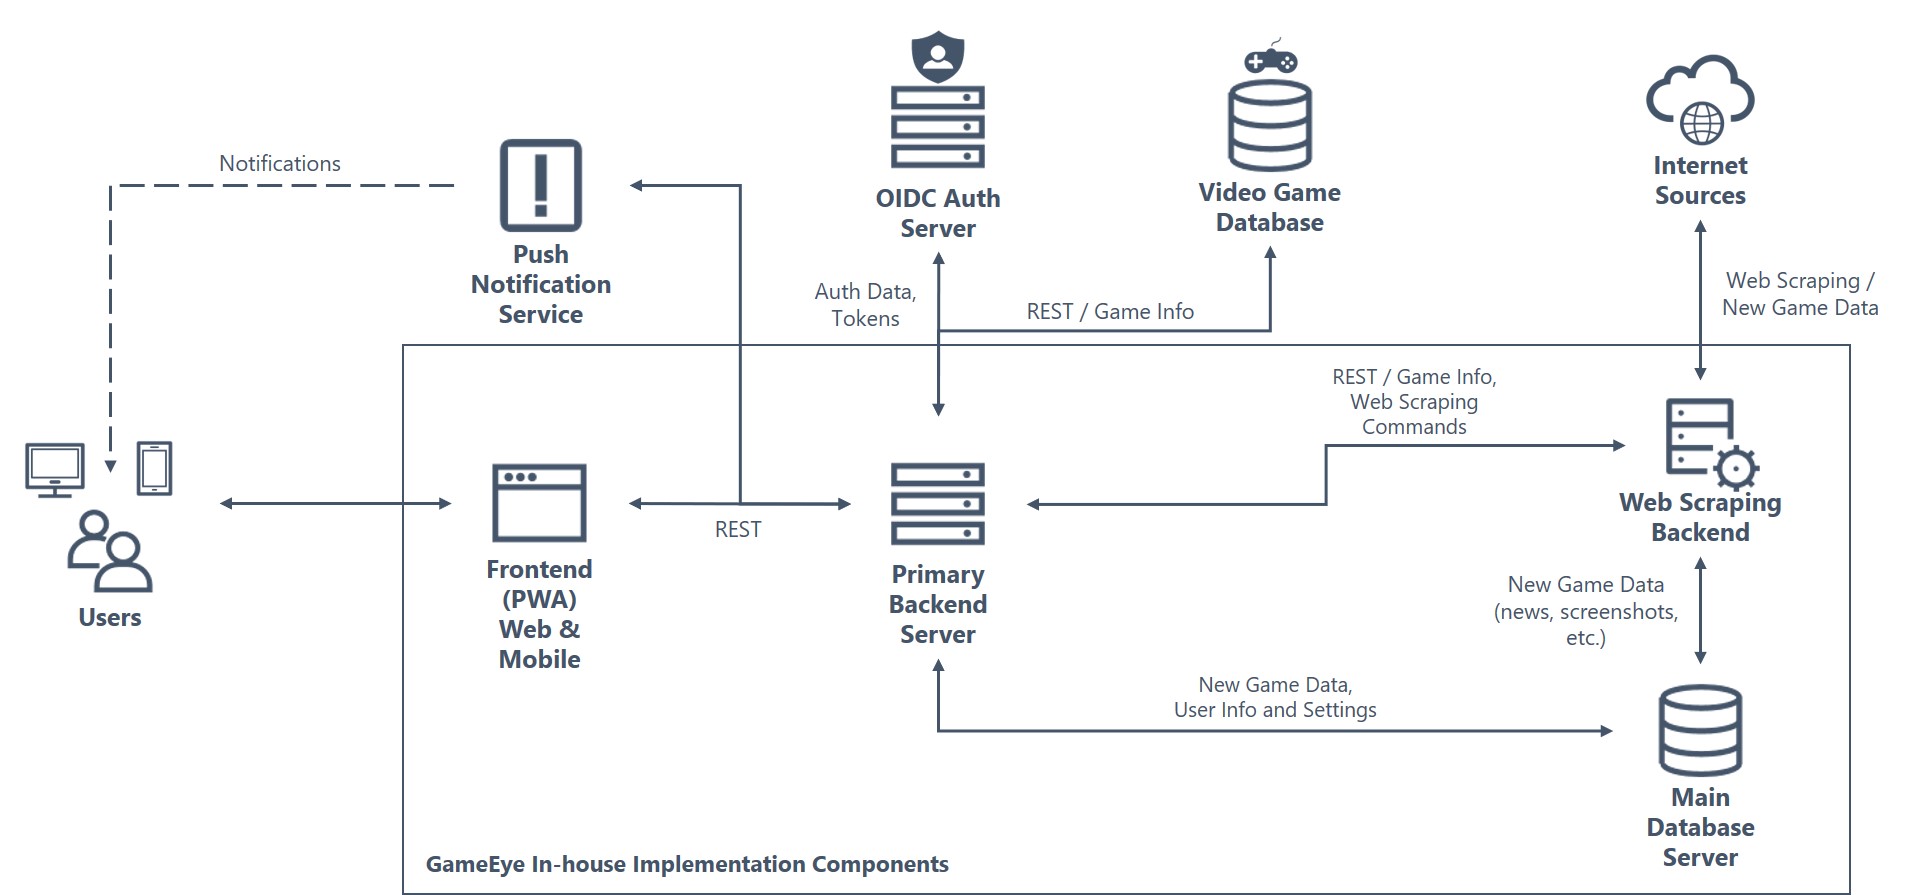 Notifications
Push
Notification
Service
OIDC Auth
Server
Video Game
Database
Internet
Sources
Auth Data,
Tokens
REST / Game Info
Web Scraping /
New Game Data
REST / Game Info,
Web Scraping
Commands
Users
Frontend
(PWA)
Web &
Mobile
REST
Primary
Backend
Server
Web Scraping
Backend
New Game Data
(news, screenshots,
etc.)
New Game Data,
User Info and Settings
Main
Database
Server
GameEye In-house Implementation Components